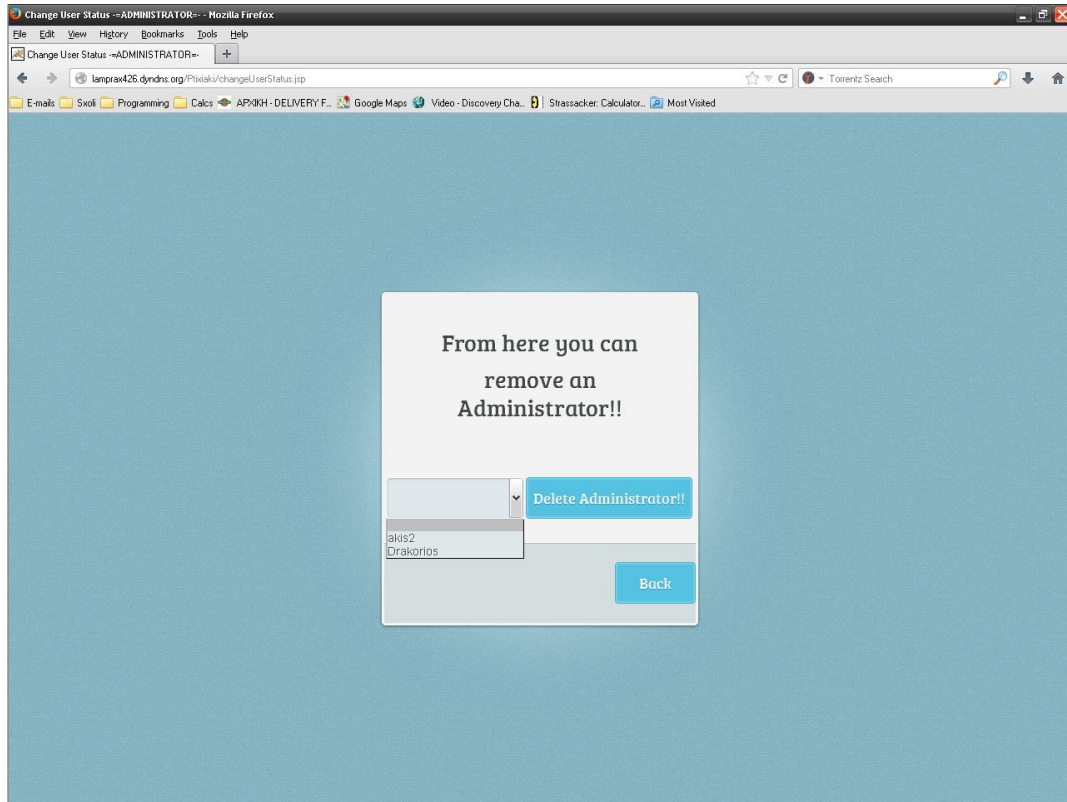 Change User Status -=ADMINISTRATOR=- - Mozilla Firefox
File Edit View History Bookmarks Tools Help
Change User Status -=ADMINISTRATOR=- +
lamprax426.dyndns.org/Ptixiaki/changeUserStatus.jsp Torrentz Search
E-mails Sxoli Programming Calcs ΑΡΧΙΚΗ - DELIVERY F... Google Maps Video - Discovery Cha... Strassacker: Calculator... Most Visited
From here you can
remove an
Administrator!!
Delete Administrator!!
akis2
Drakorios
Back